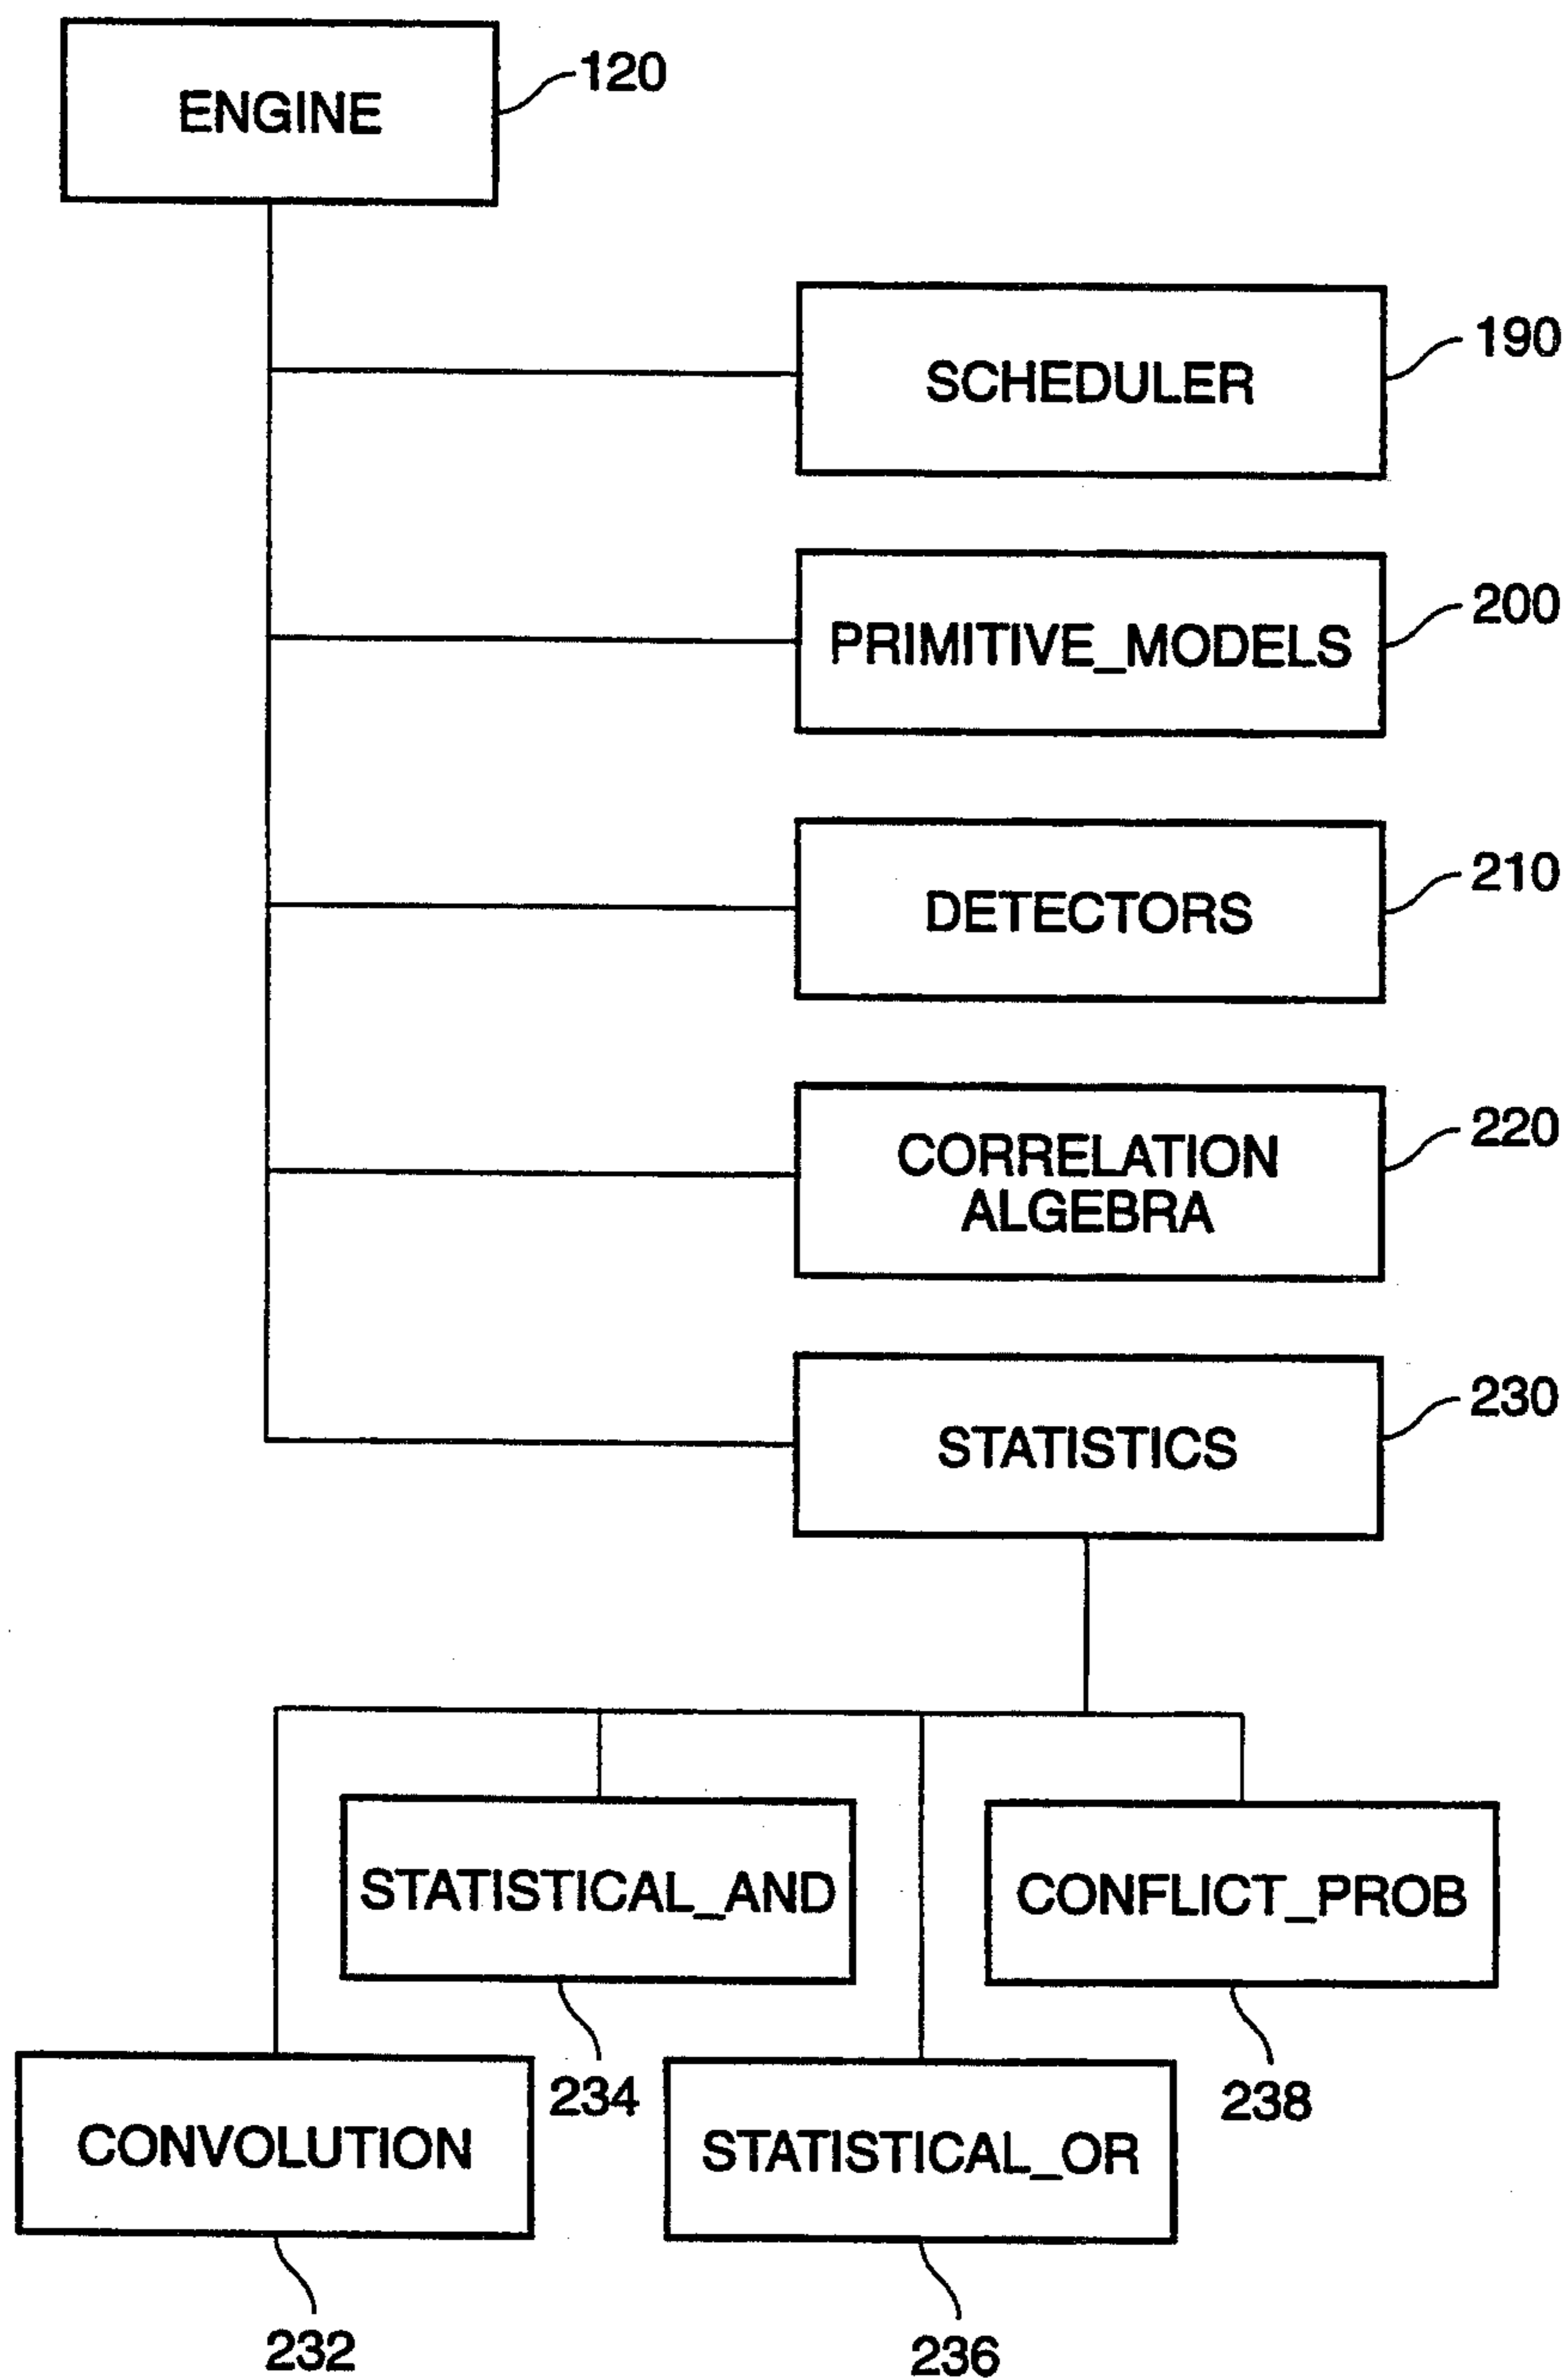 ENGINE
120
SCHEDULER
190
PRIMITIVE_MODELS
200
DETECTORS
210
CORRELATION
ALGEBRA
220
STATISTICS
230
STATISTICAL_AND
234
CONFLICT_PROB
238
CONVOLUTION
232
STATISTICAL_OR
236